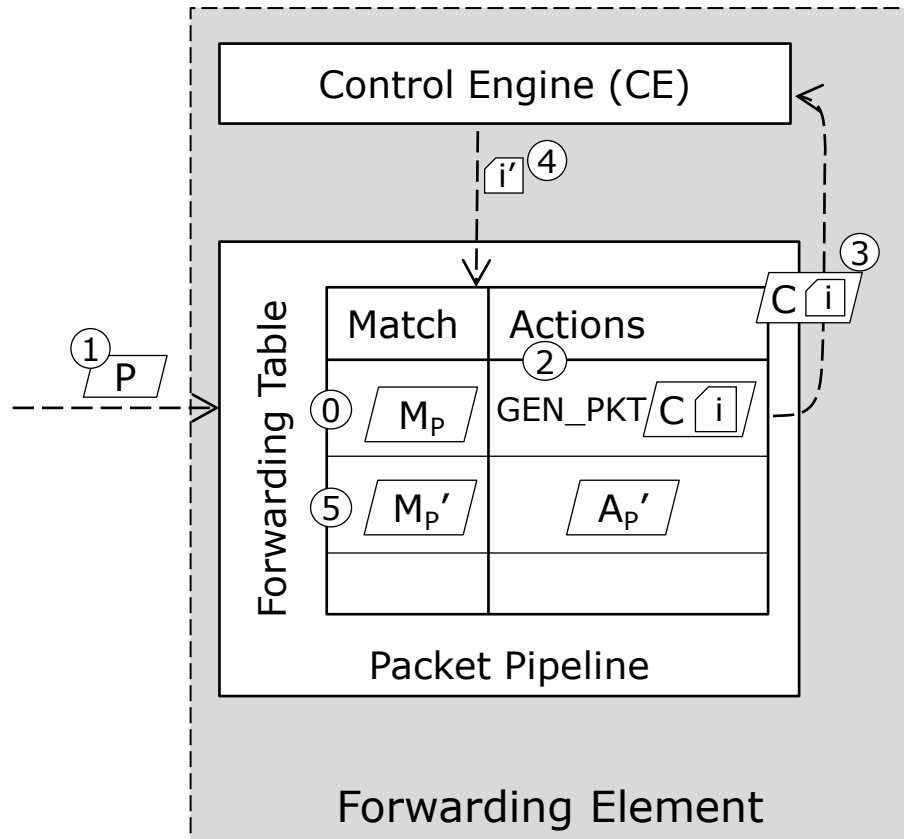 Control Engine (CE)
i′ 4
3
C i
1
P
Forwarding Table
Match Actions
2
0 M_P GEN_PKT C i
5 M_P′ A_P′
Packet Pipeline
Forwarding Element